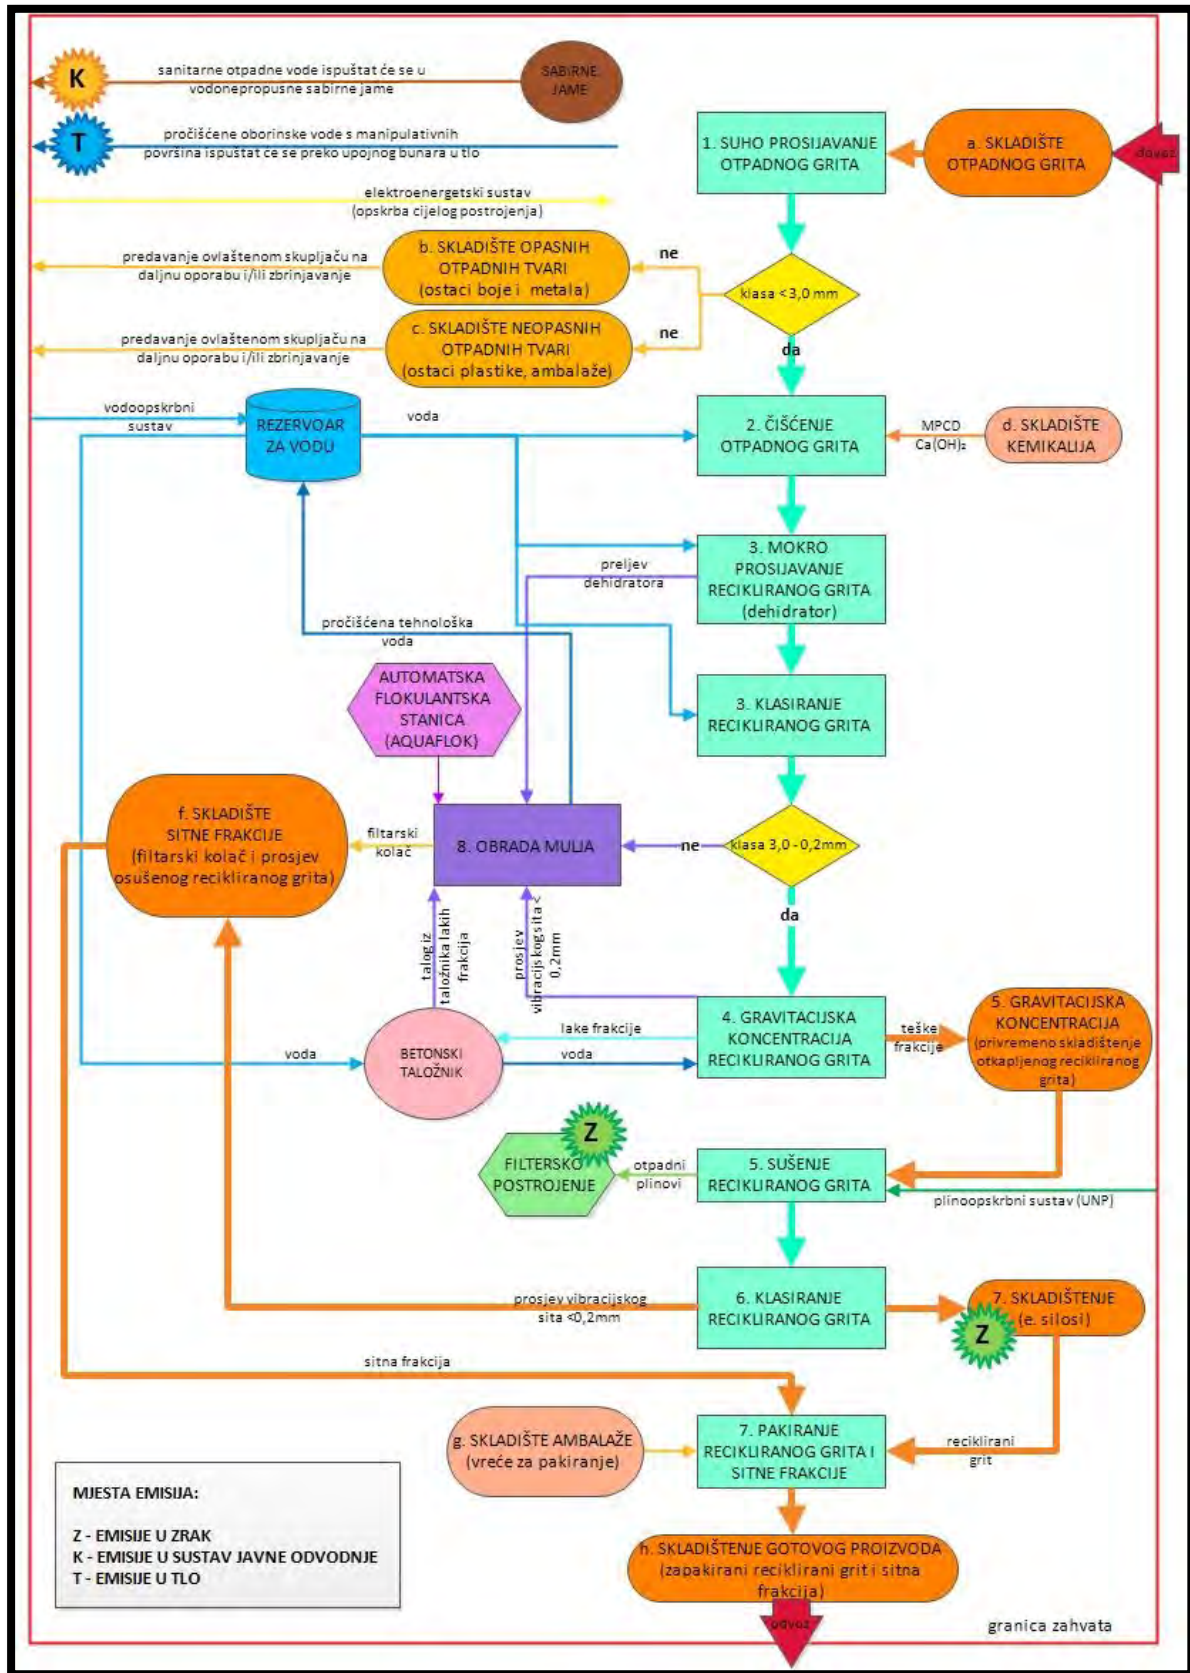 K
sanitarne otpadne vode ispuštat će se u
vodonepropusne sabirne jame
SABIRNE
JAME
T
pročišćene oborinske vode s manipulativnih
površina ispuštat će se preko upojnog bunara u tlo
1. SUHO PROSIJAVANJE
OTPADNOG GRITA
a. SKLADIŠTE
OTPADNOG GRITA
dovoz
elektroenergetski sustav
(opskrba cijelog postrojenja)
predavanje ovlaštenom skupljaču na
daljnu oporabu i/ili zbrinjavanje
b. SKLADIŠTE OPASNIH
OTPADNIH TVARI
(ostaci boje i metala)
ne
klasa <3,0 mm
predavanje ovlaštenom skupljaču na
daljnu oporabu i/ili zbrinjavanje
c. SKLADIŠTE NEOPASNIH
OTPADNIH TVARI
(ostaci plastike, ambalaže)
ne
da
vodoopskrbni
sustav
REZERVOAR
ZA VODU
voda
2. ČIŠĆENJE
OTPADNOG GRITA
MPCD
Ca(OH)₂
d. SKLADIŠTE
KEMIKALIJA
3. MOKRO
PROSIJAVANJE
RECIKLIRANOG GRITA
(dehidrator)
preljev
dehidratora
pročišćena tehnološka
voda
AUTOMATSKA
FLOKULANTSKA
STANICA
(AQUAFLOK)
3. KLASIRANJE
RECIKLIRANOG GRITA
f. SKLADIŠTE
SITNE FRAKCIJE
(filtarski kolač i prosjev
osušenog recikliranog grita)
filtarski
kolač
8. OBRADA MULJA
ne
klasa 3,0-0,2mm
da
talog iz
taložnika lakih
frakcija
prosjev
vibracijskog sita <
0,2mm
voda
BETONSKI
TALOŽNIK
lake frakcije
voda
4. GRAVITACIJSKA
KONCENTRACIJA
RECIKLIRANOG GRITA
teške
frakcije
5. GRAVITACIJSKA
KONCENTRACIJA
(privremeno skladištenje
otkapljenog recikliranog
grita)
Z
FILTERSKO
POSTROJENJE
otpadni
plinovi
5. SUŠENJE
RECIKLIRANOG GRITA
plinoopskrbni sustav (UNP)
prosjev vibracijskog
sita <0,2mm
6. KLASIRANJE
RECIKLIRANOG GRITA
7. SKLADIŠTENJE
(e. silosi)
Z
sitna frakcija
g. SKLADIŠTE AMBALAŽE
(vreće za pakiranje)
7. PAKIRANJE
RECIKLIRANOG GRITA I
SITNE FRAKCIJE
reciklirani
grit
MJESTA EMISIJA:
Z - EMISIJE U ZRAK
K - EMISIJE U SUSTAV JAVNE ODVODNJE
T - EMISIJE U TLO
h. SKLADIŠTENJE GOTOVOG PROIZVODA
(zapakirani reciklirani grit i sitna
frakcija)
odvoz
granica zahvata